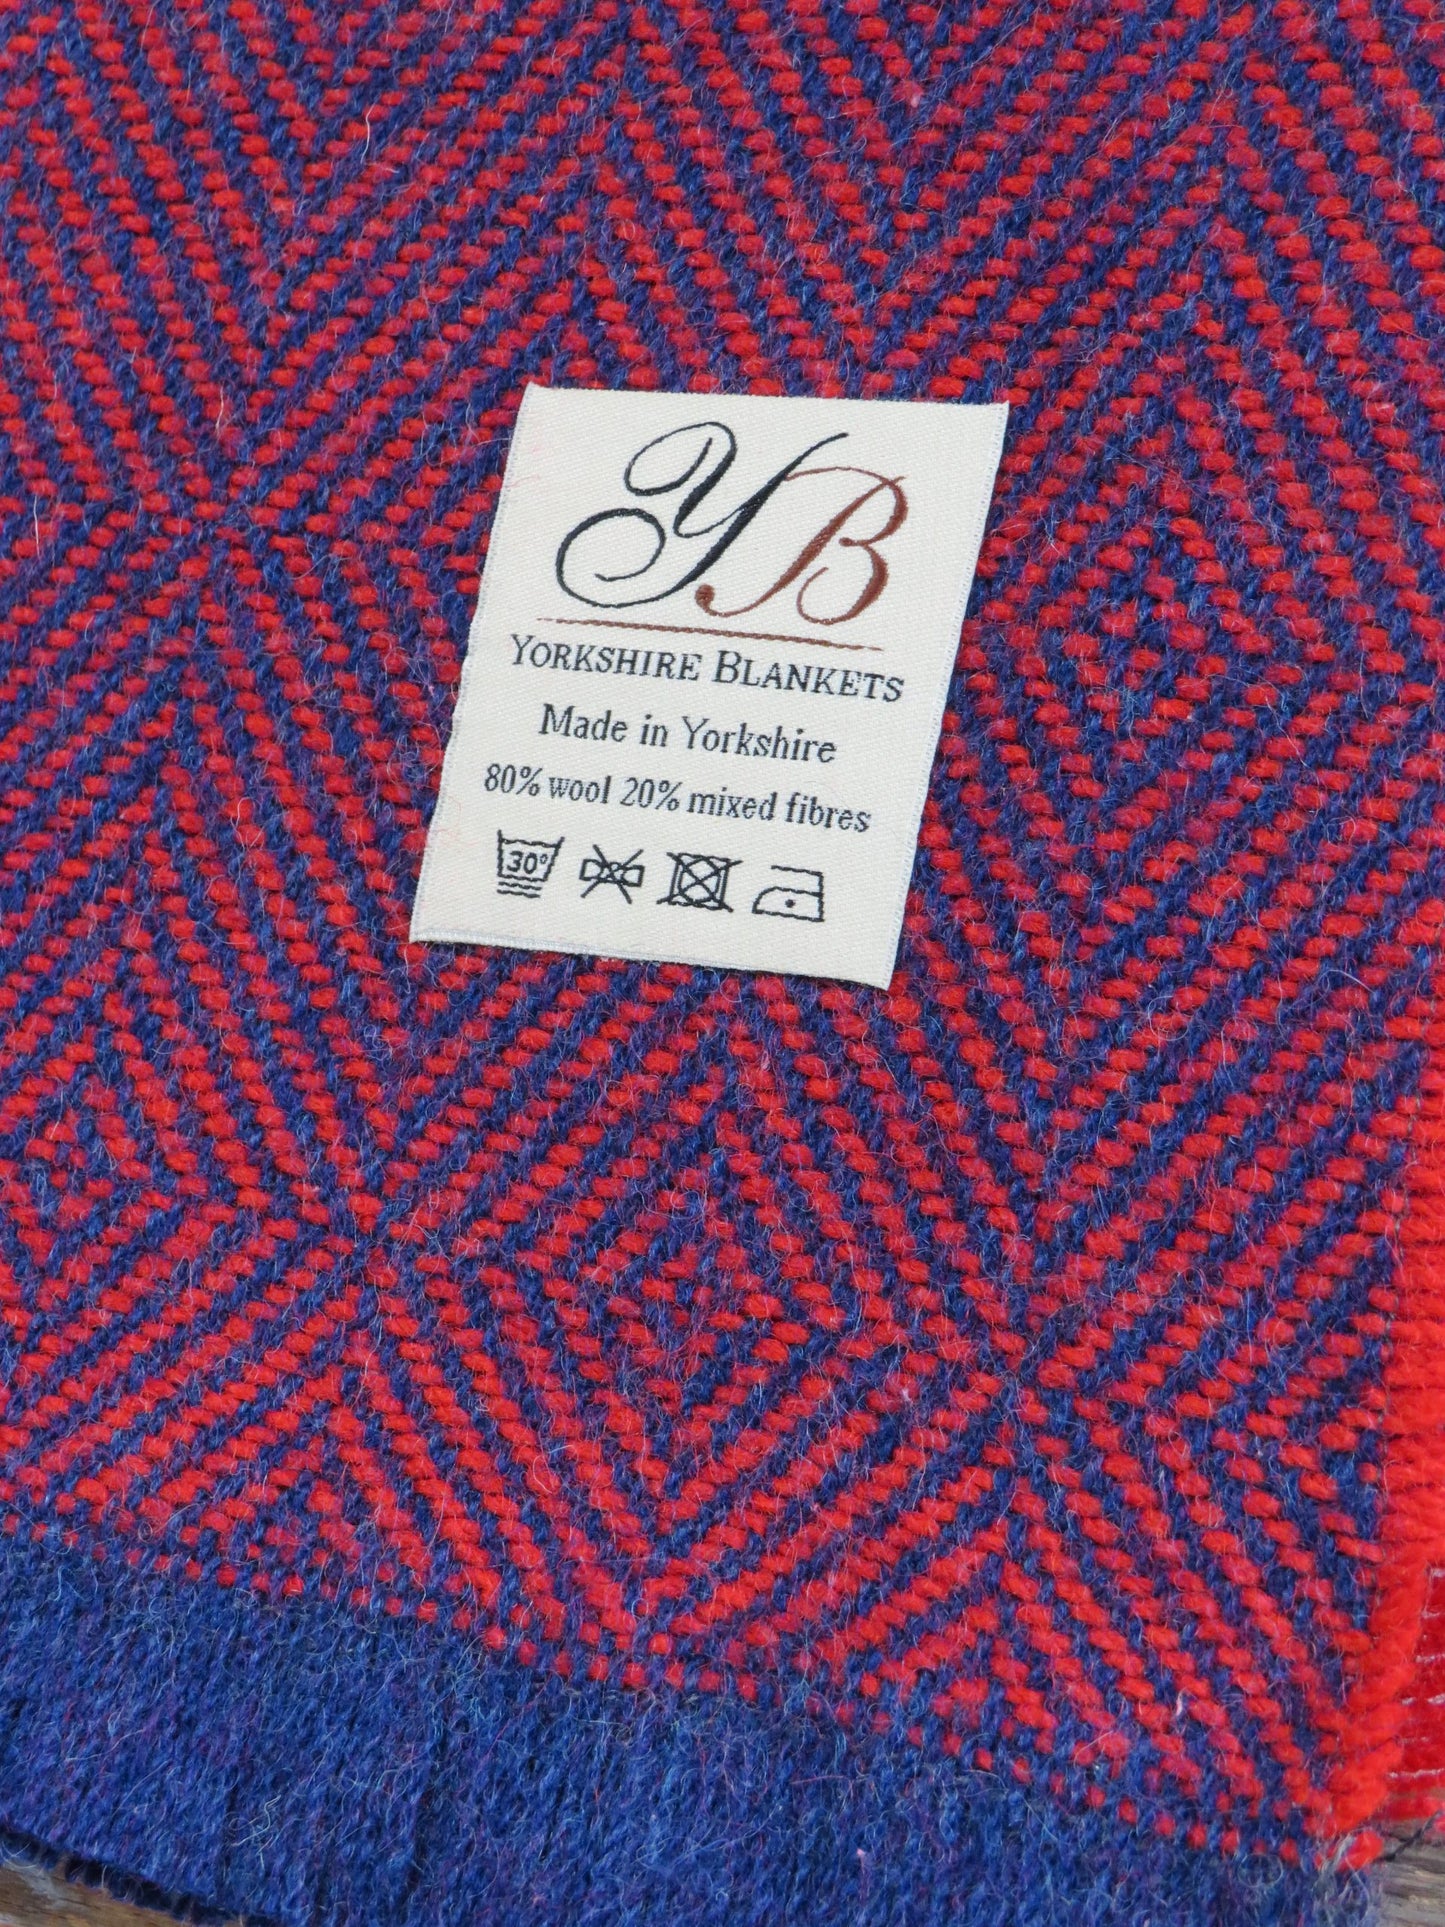 YB
YORKSHIRE BLANKETS
Made in Yorkshire
80% wool 20% mixed fibres
30°